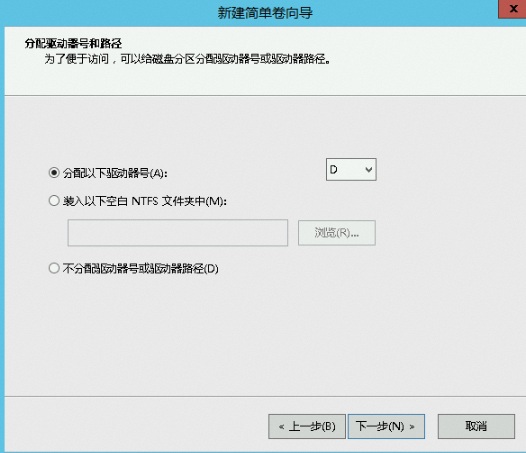 新建简单卷向导
x
分配驱动器号和路径
为了便于访问，可以给磁盘分区分配驱动器号或驱动器路径。
分配以下驱动器号(A):
D
装入以下空白 NTFS 文件夹中(M):
浏览(R)...
不分配驱动器号或驱动器路径(D)
< 上一步(B)
下一步(N) >
取消